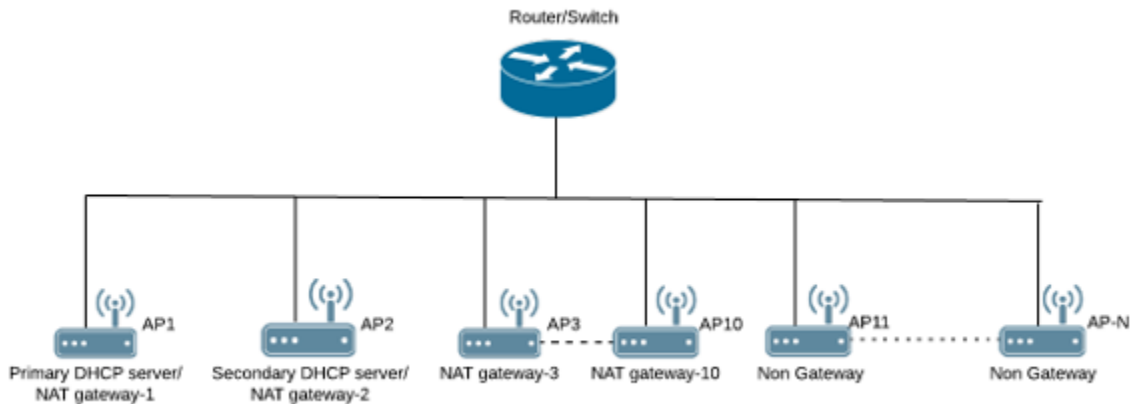 Router/Switch
AP1
AP2
AP3
AP10
AP11
AP-N
Primary DHCP server/
NAT gateway-1
Secondary DHCP server/
NAT gateway-2
NAT gateway-3
NAT gateway-10
Non Gateway
Non Gateway